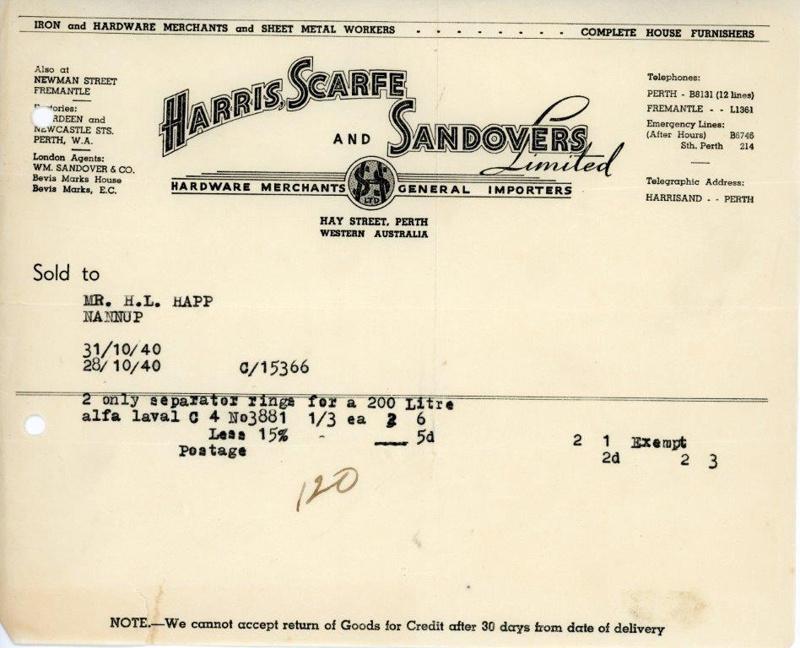 IRON and HARDWARE MERCHANTS and SHEET METAL WORKERS . . . . . . . . COMPLETE HOUSE FURNISHERS
Also at
NEWMAN STREET
FREMANTLE
NEWCASTLE STS.
PERTH, W.A.
London Agents:
WM. SANDOVER & CO.
Bevis Marks House
Bevis Marks, E.C.
HARRIS, SCARFE
AND SANDOVERS
Limited
HARDWARE MERCHANTS GENERAL IMPORTERS
HS
LTD
HAY STREET, PERTH
WESTERN AUSTRALIA
Telephones:
PERTH - B8131 (12 lines)
FREMANTLE - - L1361
Emergency Lines:
(After Hours) B6746
Sth. Perth 214
Telegraphic Address:
HARRISAND - - PERTH
Sold to
MR. H.L. HAPP
NANNUP
31/10/40
28/10/40 C/15366
2 only separator rings for a 200 Litre
alfa laval C 4 No3881 1/3 ea 2 6
Less 15% - 5d 2 1 Exempt
Postage 2d 2 3
120
NOTE.—We cannot accept return of Goods for Credit after 30 days from date of delivery